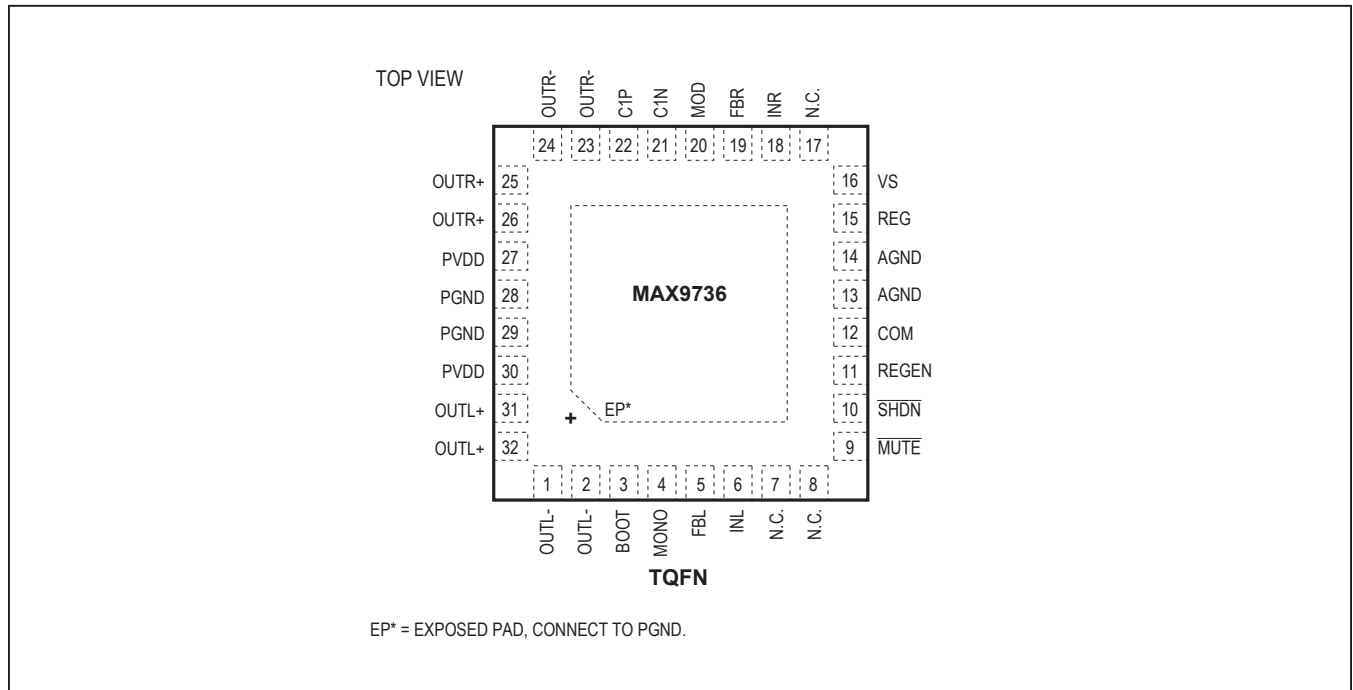 TOP VIEW
OUTR-
OUTR-
C1P
C1N
MOD
FBR
INR
N.C.
24 23 22 21 20 19 18 17
OUTR+ 25
OUTR+ 26
PVDD 27
PGND 28
PGND 29
PVDD 30
OUTL+ 31
OUTL+ 32
16 VS
15 REG
14 AGND
13 AGND
12 COM
11 REGEN
10 SHDN
9 MUTE
MAX9736
+ EP*
1 2 3 4 5 6 7 8
OUTL-
OUTL-
BOOT
MONO
FBL
INL
N.C.
N.C.
TQFN
EP* = EXPOSED PAD, CONNECT TO PGND.